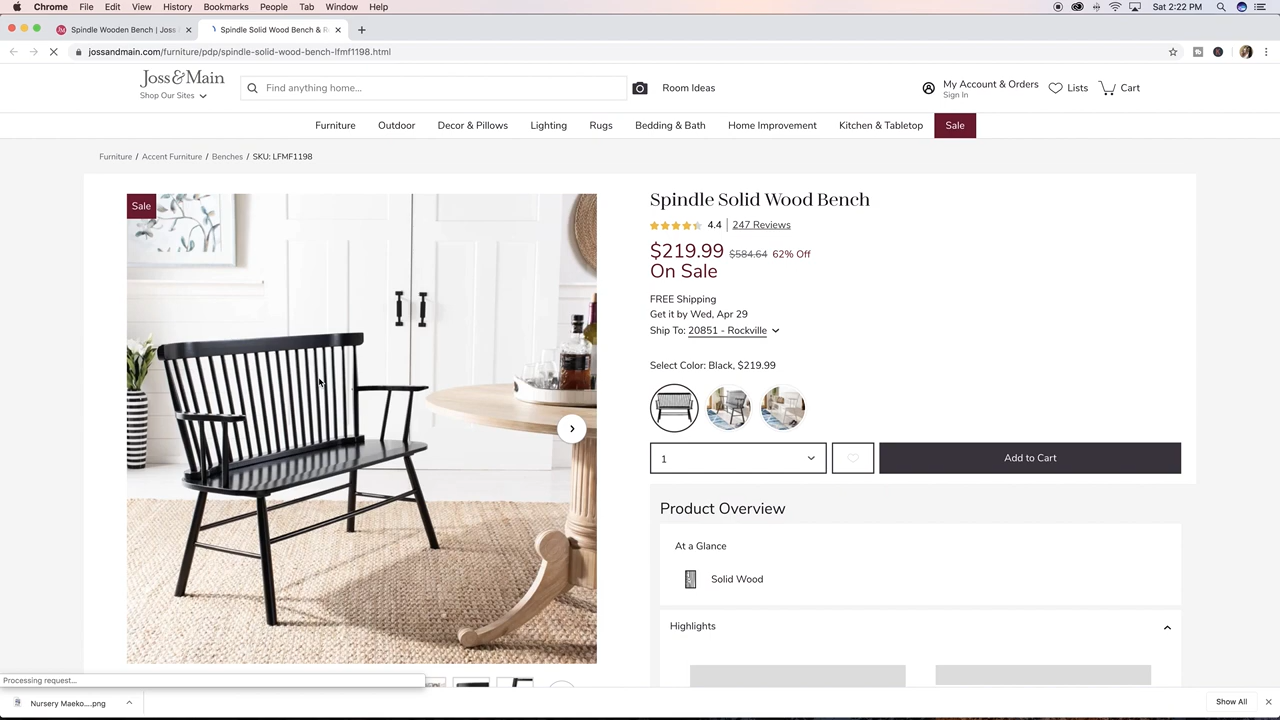 Chrome File Edit View History Bookmarks People Tab Window Help Sat 2:22 PM
Spindle Wooden Bench | Joss
Spindle Solid Wood Bench & R
jossandmain.com/furniture/pdp/spindle-solid-wood-bench-lfmf1198.html
Joss&Main
Shop Our Sites
Find anything home...
Room Ideas
My Account & Orders
Sign In
Lists
Cart
Furniture Outdoor Decor & Pillows Lighting Rugs Bedding & Bath Home Improvement Kitchen & Tabletop Sale
Furniture / Accent Furniture / Benches / SKU: LFMF1198
Sale
Spindle Solid Wood Bench
4.4 247 Reviews
$219.99 $584.64 62% Off
On Sale
FREE Shipping
Get it by Wed, Apr 29
Ship To: 20851 - Rockville
Select Color: Black, $219.99
1
Add to Cart
Product Overview
At a Glance
Solid Wood
Highlights
Processing request...
Nursery Maeko....png
Show All